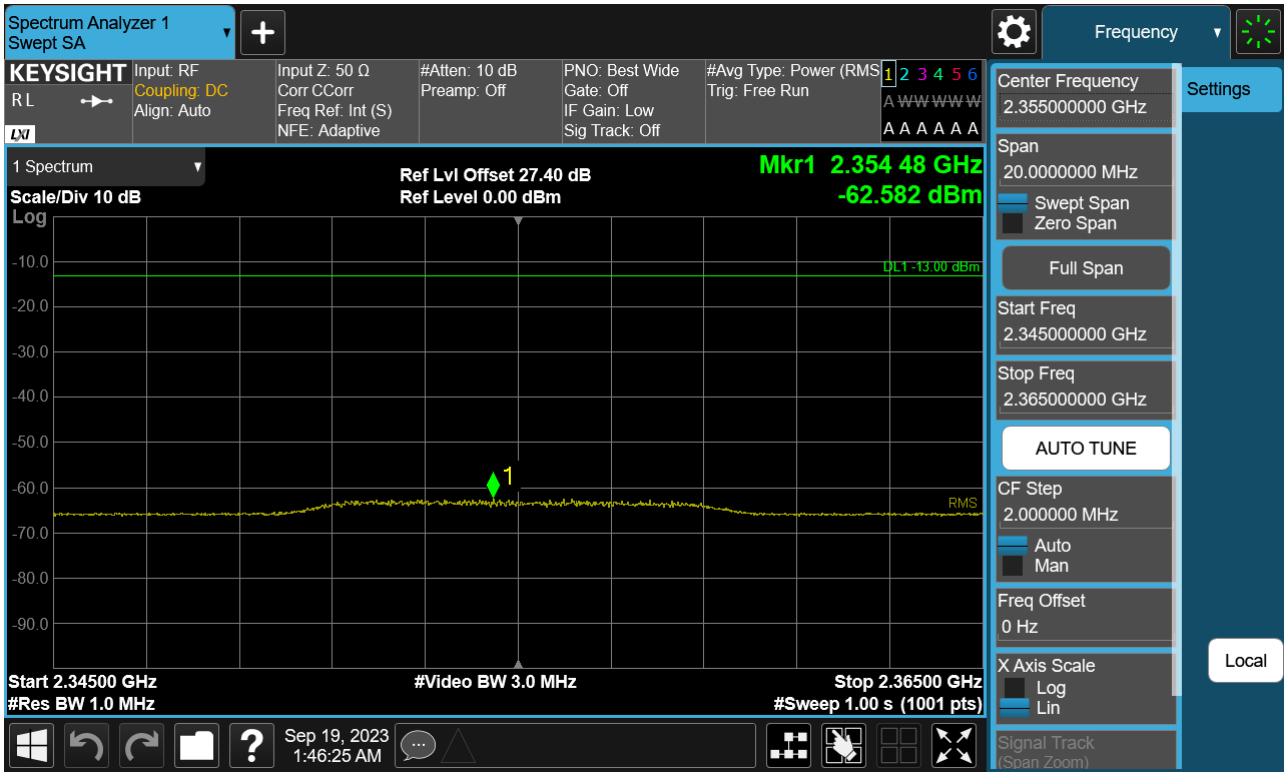 Spectrum Analyzer 1
Swept SA
Frequency
KEYSIGHT
R L
LXI
Input: RF
Coupling: DC
Align: Auto
Input Z: 50 Ω
Corr CCorr
Freq Ref: Int (S)
NFE: Adaptive
#Atten: 10 dB
Preamp: Off
PNO: Best Wide
Gate: Off
IF Gain: Low
Sig Track: Off
#Avg Type: Power (RMS
Trig: Free Run
1 2 3 4 5 6
A W W W W W
A A A A A A
1 Spectrum
Scale/Div 10 dB
Log
Ref Lvl Offset 27.40 dB
Ref Level 0.00 dBm
Mkr1 2.354 48 GHz
-62.582 dBm
DL1 -13.00 dBm
-10.0
-20.0
-30.0
-40.0
-50.0
-60.0
-70.0
-80.0
-90.0
1
RMS
Start 2.34500 GHz
#Res BW 1.0 MHz
#Video BW 3.0 MHz
Stop 2.36500 GHz
#Sweep 1.00 s (1001 pts)
Center Frequency
2.355000000 GHz
Span
20.0000000 MHz
Swept Span
Zero Span
Full Span
Start Freq
2.345000000 GHz
Stop Freq
2.365000000 GHz
AUTO TUNE
CF Step
2.000000 MHz
Auto
Man
Freq Offset
0 Hz
X Axis Scale
Log
Lin
Signal Track
(Span Zoom)
Settings
Local
?
Sep 19, 2023
1:46:25 AM